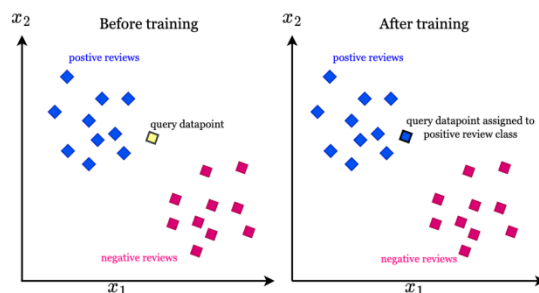 Before training
x₂
postive reviews
query datapoint
negative reviews
x₁
After training
x₂
postive reviews
query datapoint assigned to
positive review class
negative reviews
x₁